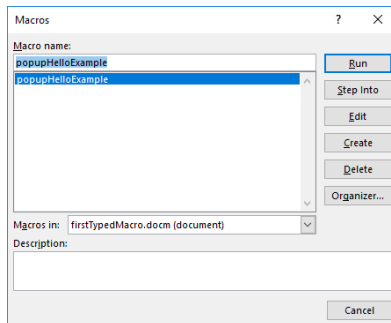 Macros ? X
Macro name:
popupHelloExample Run
popupHelloExample
Step Into
Edit
Create
Delete
Organizer...
Macros in: firstTypedMacro.docm (document)
Description:
Cancel